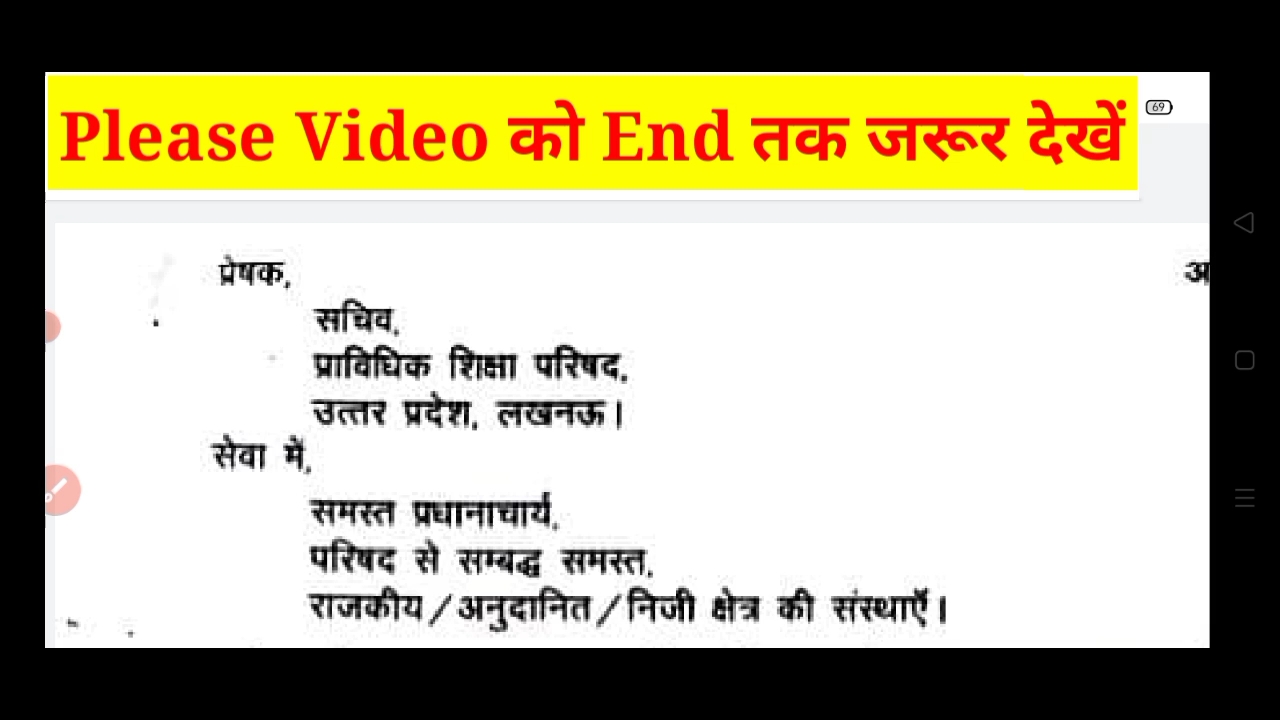 Please Video को End तक जरूर देखें
69
प्रेषक,
सचिव,
प्राविधिक शिक्षा परिषद,
उत्तर प्रदेश, लखनऊ।
सेवा में,
समस्त प्रधानाचार्य,
परिषद से सम्बद्ध समस्त,
राजकीय/अनुदानित/निजी क्षेत्र की संस्थाएँ।